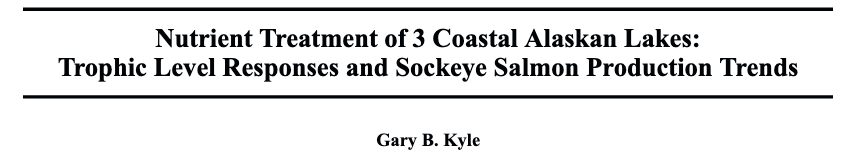 Nutrient Treatment of 3 Coastal Alaskan Lakes:
Trophic Level Responses and Sockeye Salmon Production Trends
Gary B. Kyle